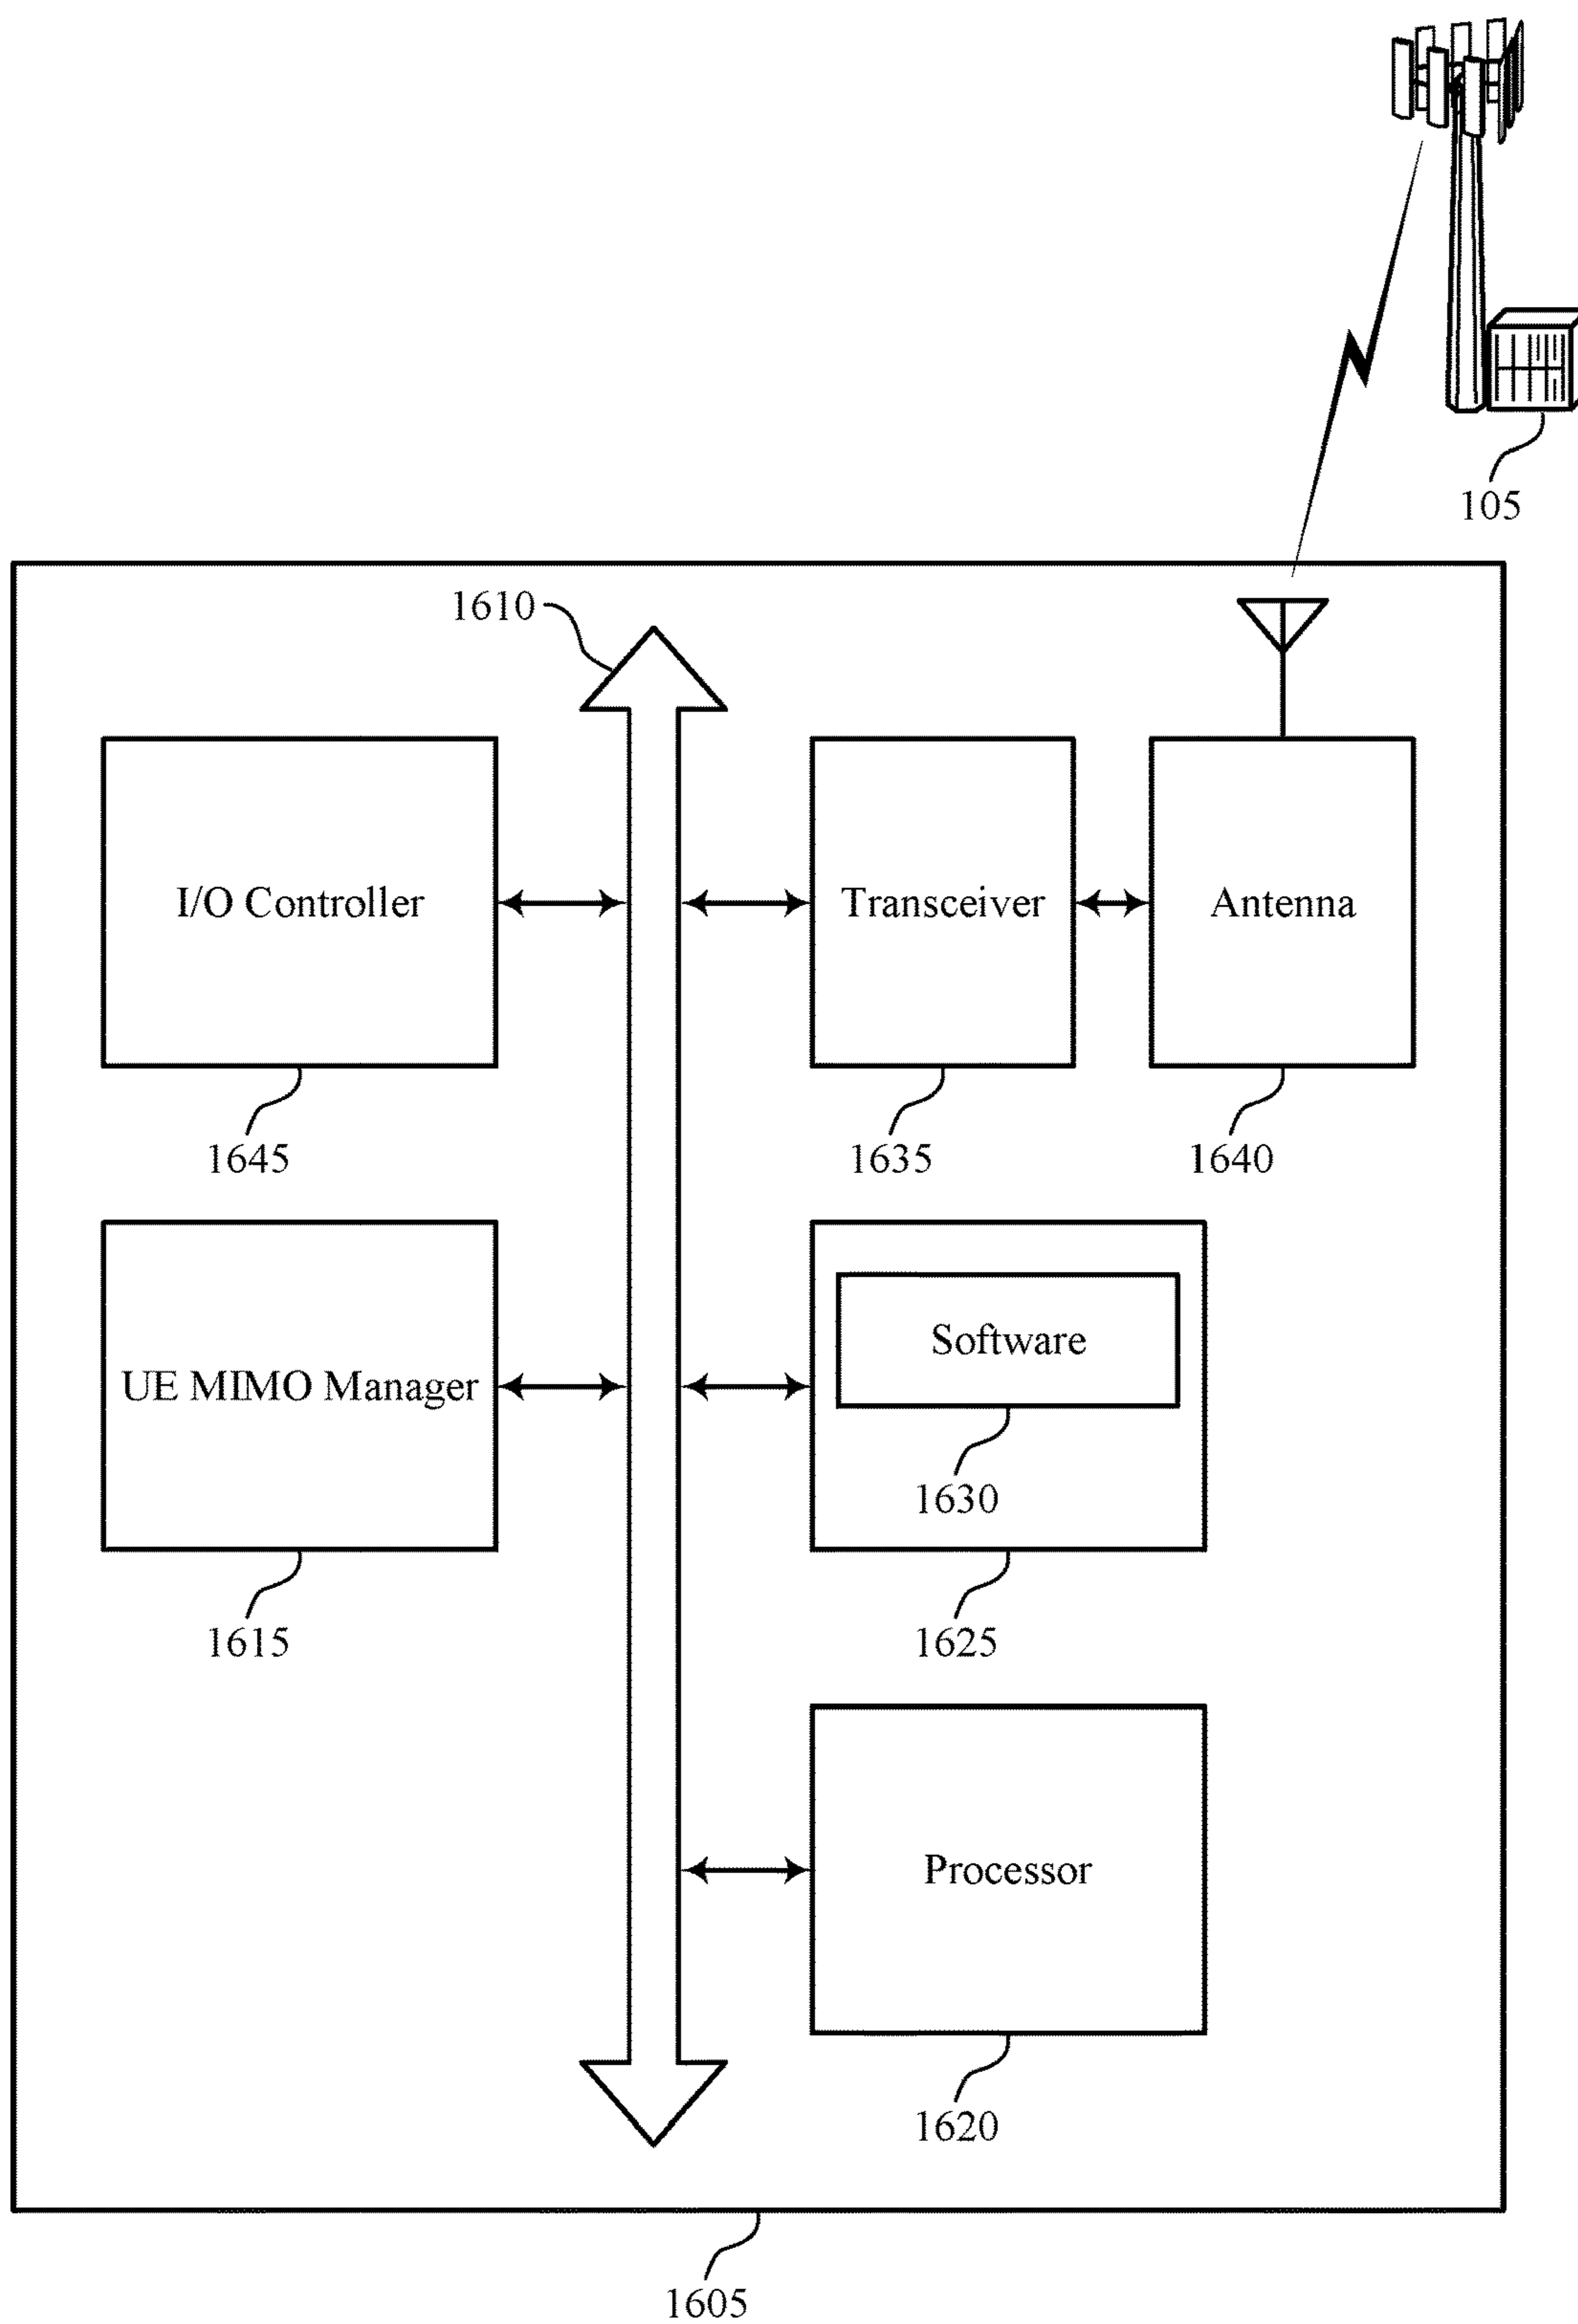 105
1610
I/O Controller
Transceiver
Antenna
1645
1635
1640
UE MIMO Manager
Software
1630
1615
1625
Processor
1620
1605